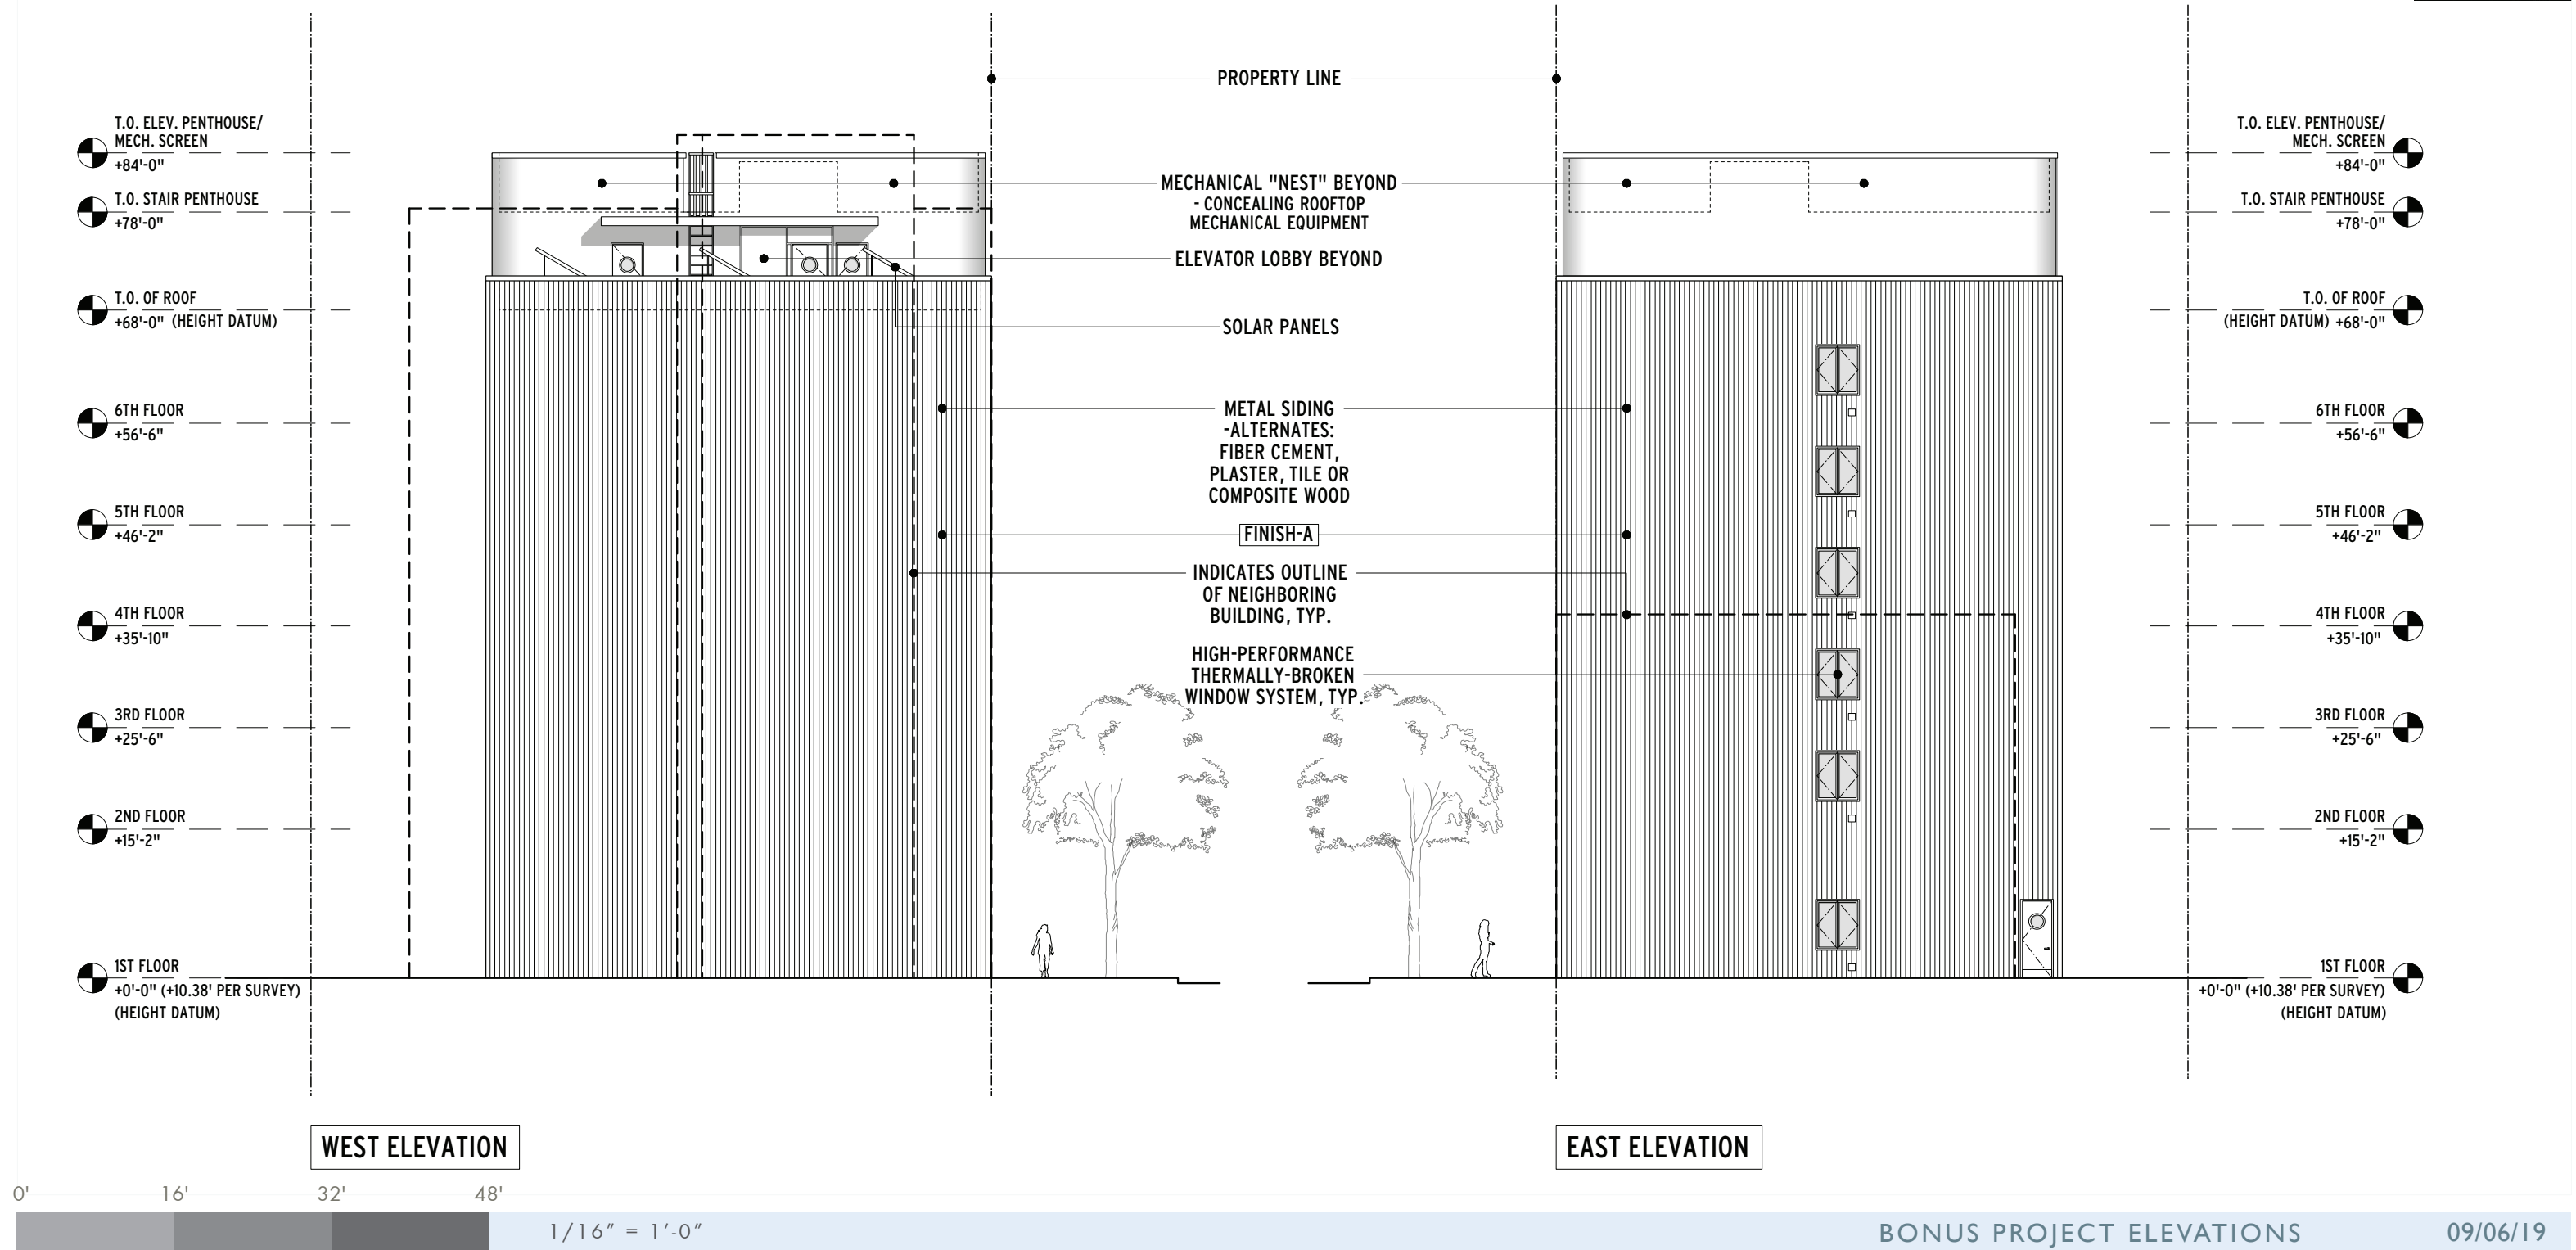 PROPERTY LINE
T.O. ELEV. PENTHOUSE/
MECH. SCREEN
+84'-0"
T.O. STAIR PENTHOUSE
+78'-0"
T.O. OF ROOF
+68'-0" (HEIGHT DATUM)
6TH FLOOR
+56'-6"
5TH FLOOR
+46'-2"
4TH FLOOR
+35'-10"
3RD FLOOR
+25'-6"
2ND FLOOR
+15'-2"
1ST FLOOR
+0'-0" (+10.38' PER SURVEY)
(HEIGHT DATUM)
MECHANICAL "NEST" BEYOND
- CONCEALING ROOFTOP
MECHANICAL EQUIPMENT
ELEVATOR LOBBY BEYOND
SOLAR PANELS
METAL SIDING
-ALTERNATES:
FIBER CEMENT,
PLASTER, TILE OR
COMPOSITE WOOD
FINISH-A
INDICATES OUTLINE
OF NEIGHBORING
BUILDING, TYP.
HIGH-PERFORMANCE
THERMALLY-BROKEN
WINDOW SYSTEM, TYP.
T.O. ELEV. PENTHOUSE/
MECH. SCREEN
+84'-0"
T.O. STAIR PENTHOUSE
+78'-0"
T.O. OF ROOF
(HEIGHT DATUM) +68'-0"
6TH FLOOR
+56'-6"
5TH FLOOR
+46'-2"
4TH FLOOR
+35'-10"
3RD FLOOR
+25'-6"
2ND FLOOR
+15'-2"
1ST FLOOR
+0'-0" (+10.38' PER SURVEY)
(HEIGHT DATUM)
WEST ELEVATION
EAST ELEVATION
0' 16' 32' 48'
1/16" = 1'-0"
BONUS PROJECT ELEVATIONS
09/06/19